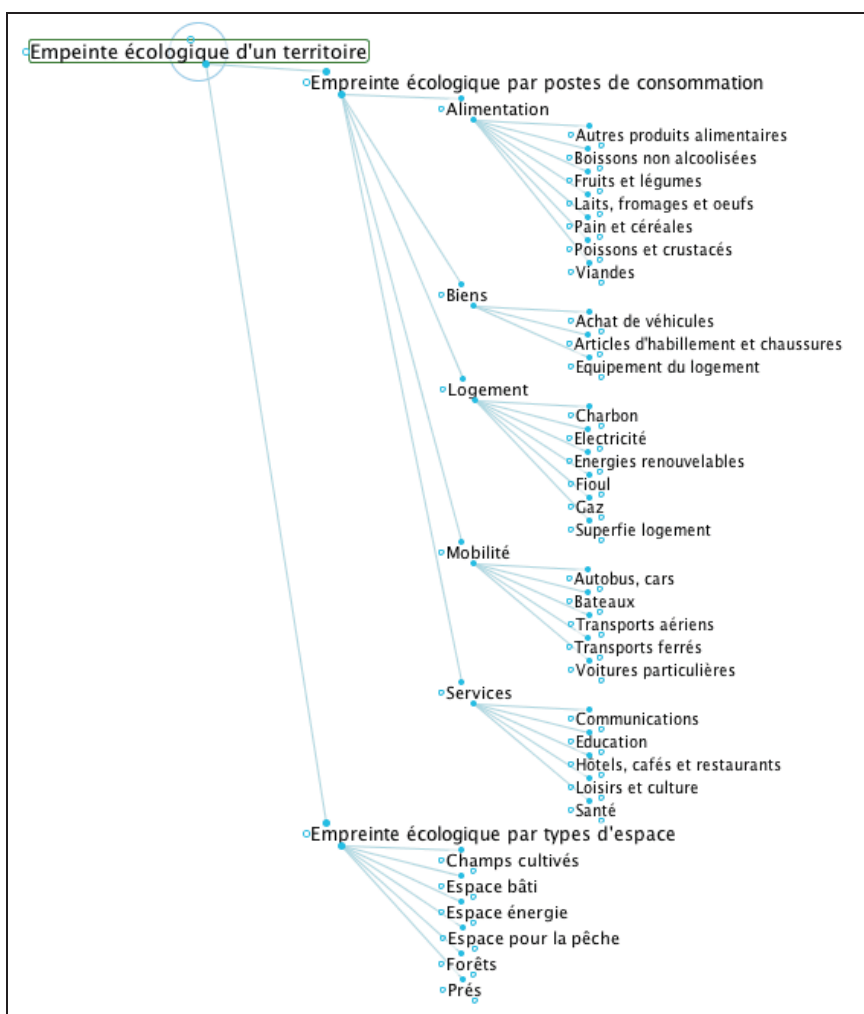 Empeinte écologique d'un territoire
Empreinte écologique par postes de consommation
Alimentation
Autres produits alimentaires
Boissons non alcoolisées
Fruits et légumes
Laits, fromages et oeufs
Pain et céréales
Poissons et crustacés
Viandes
Biens
Achat de véhicules
Articles d'habillement et chaussures
Equipement du logement
Logement
Charbon
Electricité
Energies renouvelables
Fioul
Gaz
Superfie logement
Mobilité
Autobus, cars
Bateaux
Transports aériens
Transports ferrés
Voitures particulières
Services
Communications
Education
Hotels, cafés et restaurants
Loisirs et culture
Santé
Empreinte écologique par types d'espace
Champs cultivés
Espace bâti
Espace énergie
Espace pour la pêche
Forêts
Prés